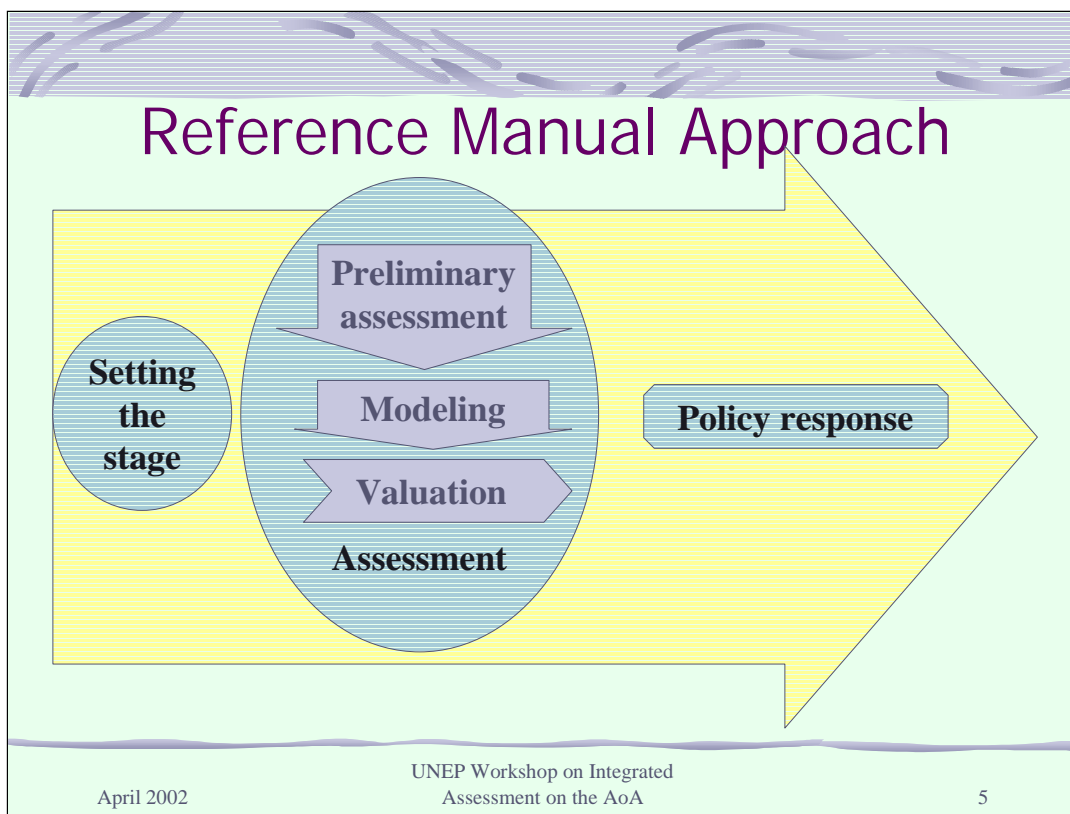 Reference Manual Approach
Setting
the
stage
Preliminary
assessment
Modeling
Valuation
Assessment
Policy response
April 2002
UNEP Workshop on Integrated
Assessment on the AoA
5